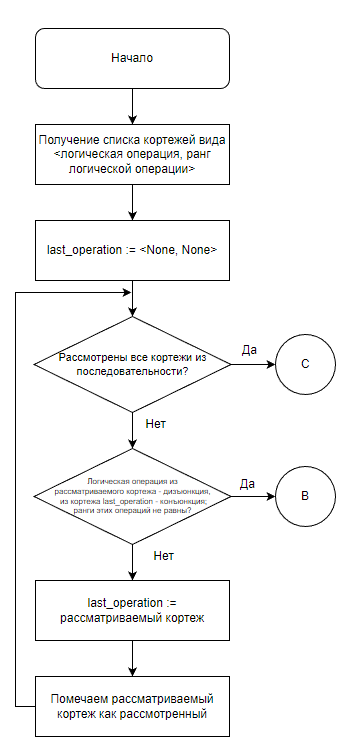 Начало
Получение списка кортежей вида
<логическая операция, ранг
логической операции>
last_operation := <None, None>
Рассмотрены все кортежи из
последовательности?
Да
C
Нет
Логическая операция из
рассматриваемого кортежа - дизъюнкция,
из кортежа last_operation - конъюнкция;
ранги этих операций не равны?
Да
B
Нет
last_operation :=
рассматриваемый кортеж
Помечаем рассматриваемый
кортеж как рассмотренный